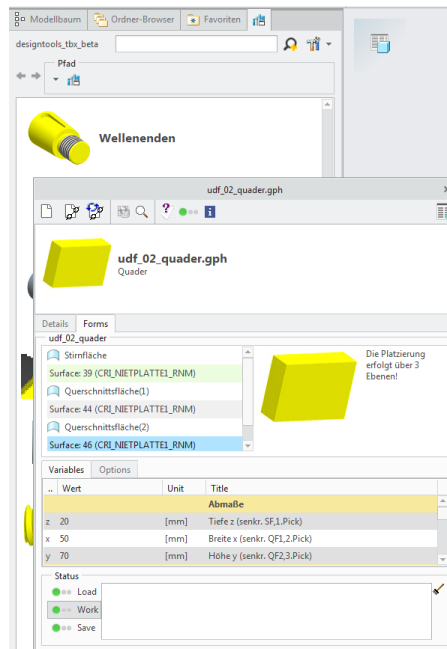 Modellbaum Ordner-Browser Favoriten
designtools_tbx_beta
Pfad
Wellenenden
udf_02_quader.gph
udf_02_quader.gph
Quader
Details Forms
udf_02_quader
Stirnfläche
Surface: 39 (CRI_NIETPLATTE1_RNM)
Querschnittsfläche(1)
Surface: 44 (CRI_NIETPLATTE1_RNM)
Querschnittsfläche(2)
Surface: 46 (CRI_NIETPLATTE1_RNM)
Die Platzierung
erfolgt über 3
Ebenen!
Variables Options
.. Wert Unit Title
Abmaße
z 20 [mm] Tiefe z (senkr. SF,1.Pick)
x 50 [mm] Breite x (senkr. QF1,2.Pick)
y 70 [mm] Höhe y (senkr. QF2,3.Pick)
Status
Load
Work
Save